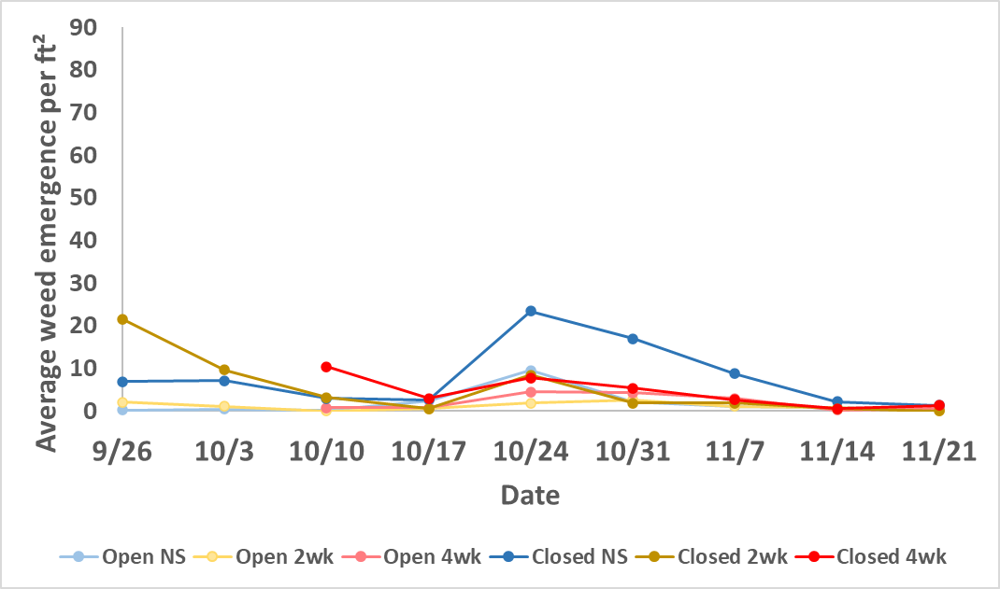 Average weed emergence per ft²
90
80
70
60
50
40
30
20
10
0
9/26 10/3 10/10 10/17 10/24 10/31 11/7 11/14 11/21
Date
Open NS Open 2wk Open 4wk Closed NS Closed 2wk Closed 4wk